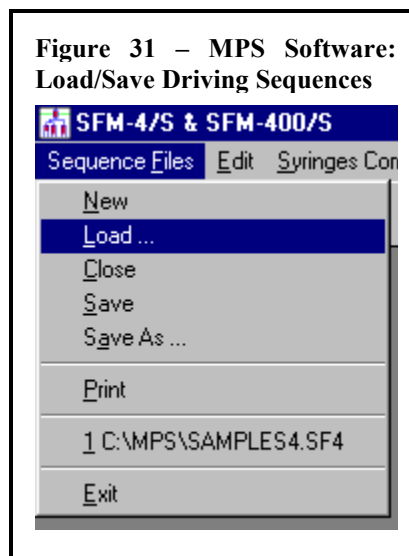 Figure 31 – MPS Software:
Load/Save Driving Sequences
SFM-4/S & SFM-400/S
Sequence Files Edit Syringes Con
New
Load ...
Close
Save
Save As ...
Print
1 C:\MPS\SAMPLES4.SF4
Exit